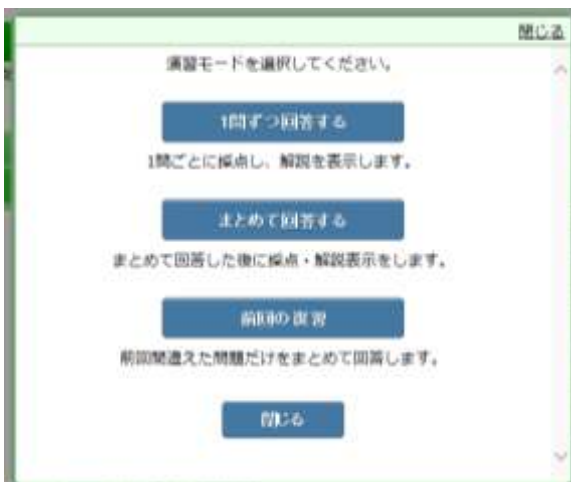 閉じる
演習モードを選択してください。
1問ずつ回答する
1問ごとに採点し、解説を表示します。
まとめて回答する
まとめて回答した後に採点・解説表示をします。
前回の復習
前回間違えた問題だけをまとめて回答します。
閉じる